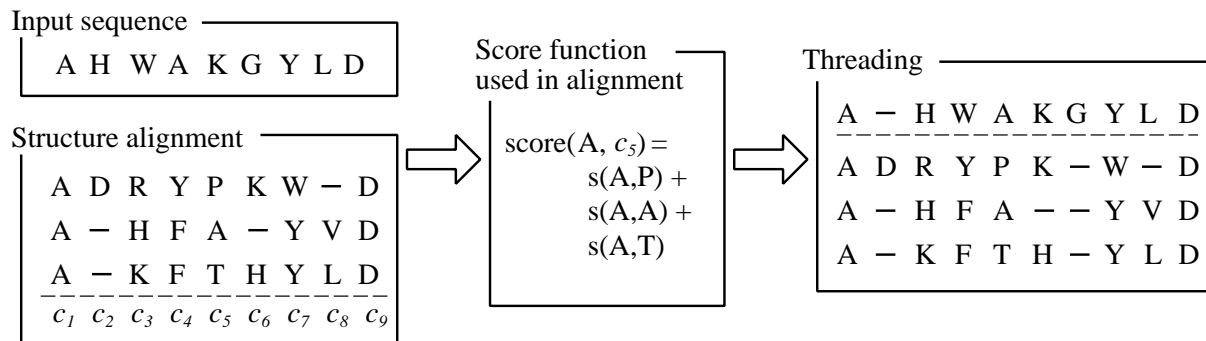 Input sequence
A H W A K G Y L D
Structure alignment
A D R Y P K W – D
A – H F A – Y V D
A – K F T H Y L D
c1 c2 c3 c4 c5 c6 c7 c8 c9
Score function
used in alignment
score(A, c5) =
s(A,P) +
s(A,A) +
s(A,T)
Threading
A – H W A K G Y L D
A D R Y P K – W – D
A – H F A – – Y V D
A – K F T H – Y L D